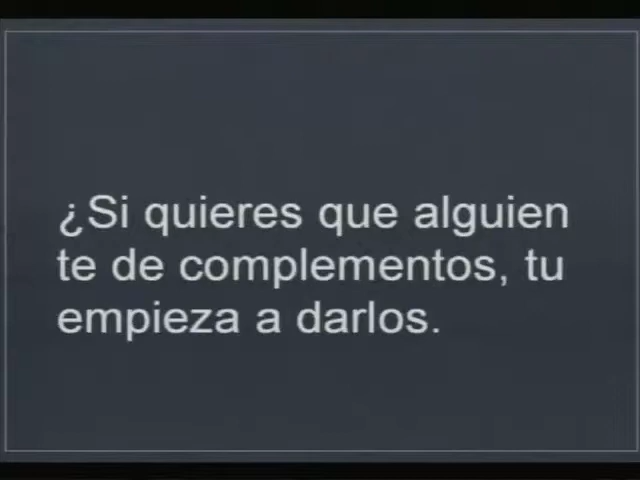 ¿Si quieres que alguien
te de complementos, tu
empieza a darlos.